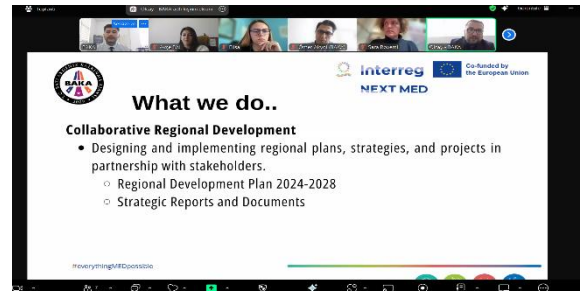 BAKA
Interreg
Co-funded by
the European Union
NEXT MED
What we do..
Collaborative Regional Development
Designing and implementing regional plans, strategies, and projects in
partnership with stakeholders.
Regional Development Plan 2024-2028
Strategic Reports and Documents
#everythingMEDpossible